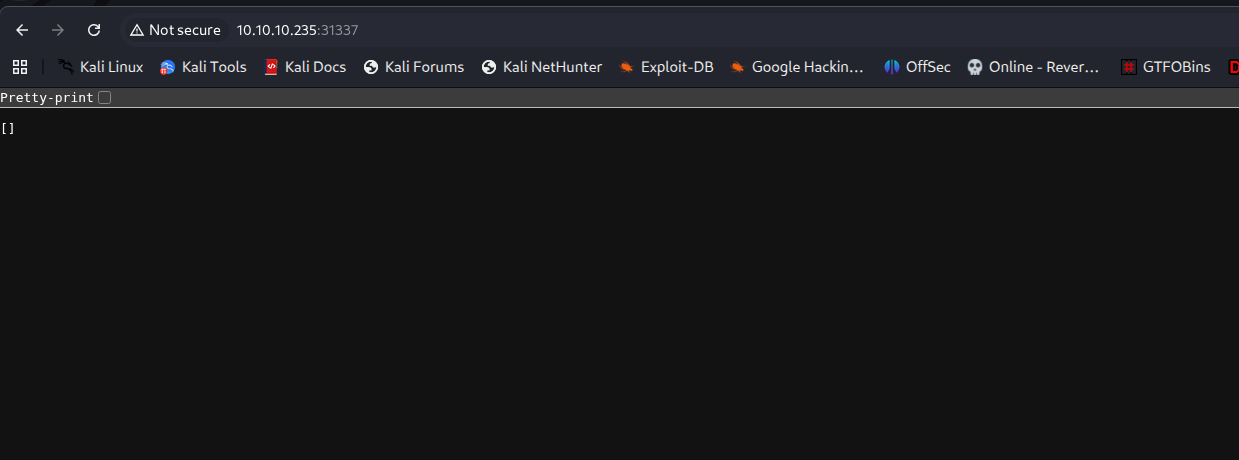 Not secure 10.10.10.235:31337
Kali Linux Kali Tools Kali Docs Kali Forums Kali NetHunter Exploit-DB Google Hackin… OffSec Online - Rever… GTFOBins D
Pretty-print
[]